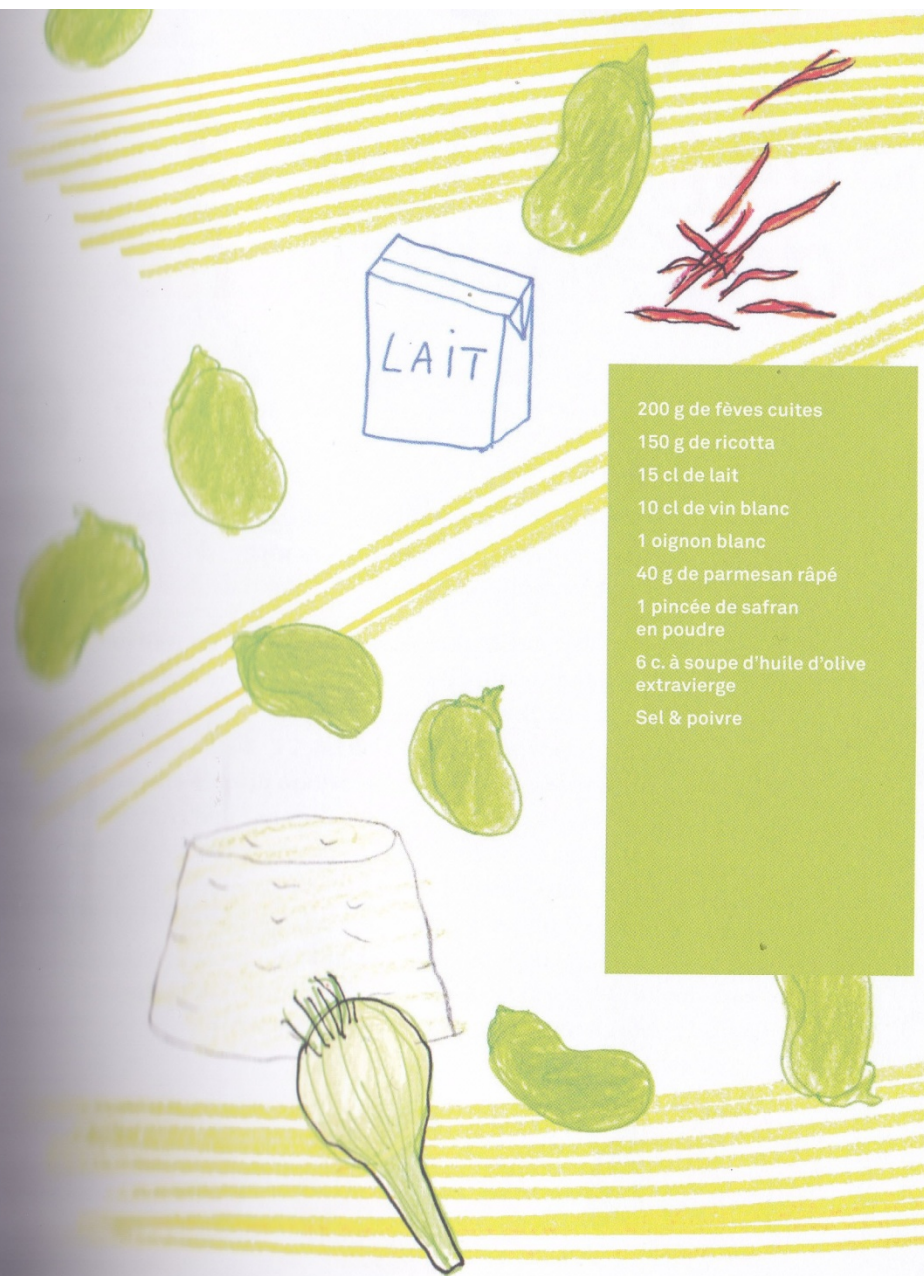 LAIT
200 g de fèves cuites
150 g de ricotta
15 cl de lait
10 cl de vin blanc
1 oignon blanc
40 g de parmesan râpé
1 pincée de safran
en poudre
6 c. à soupe d'huile d'olive
extravierge
Sel & poivre